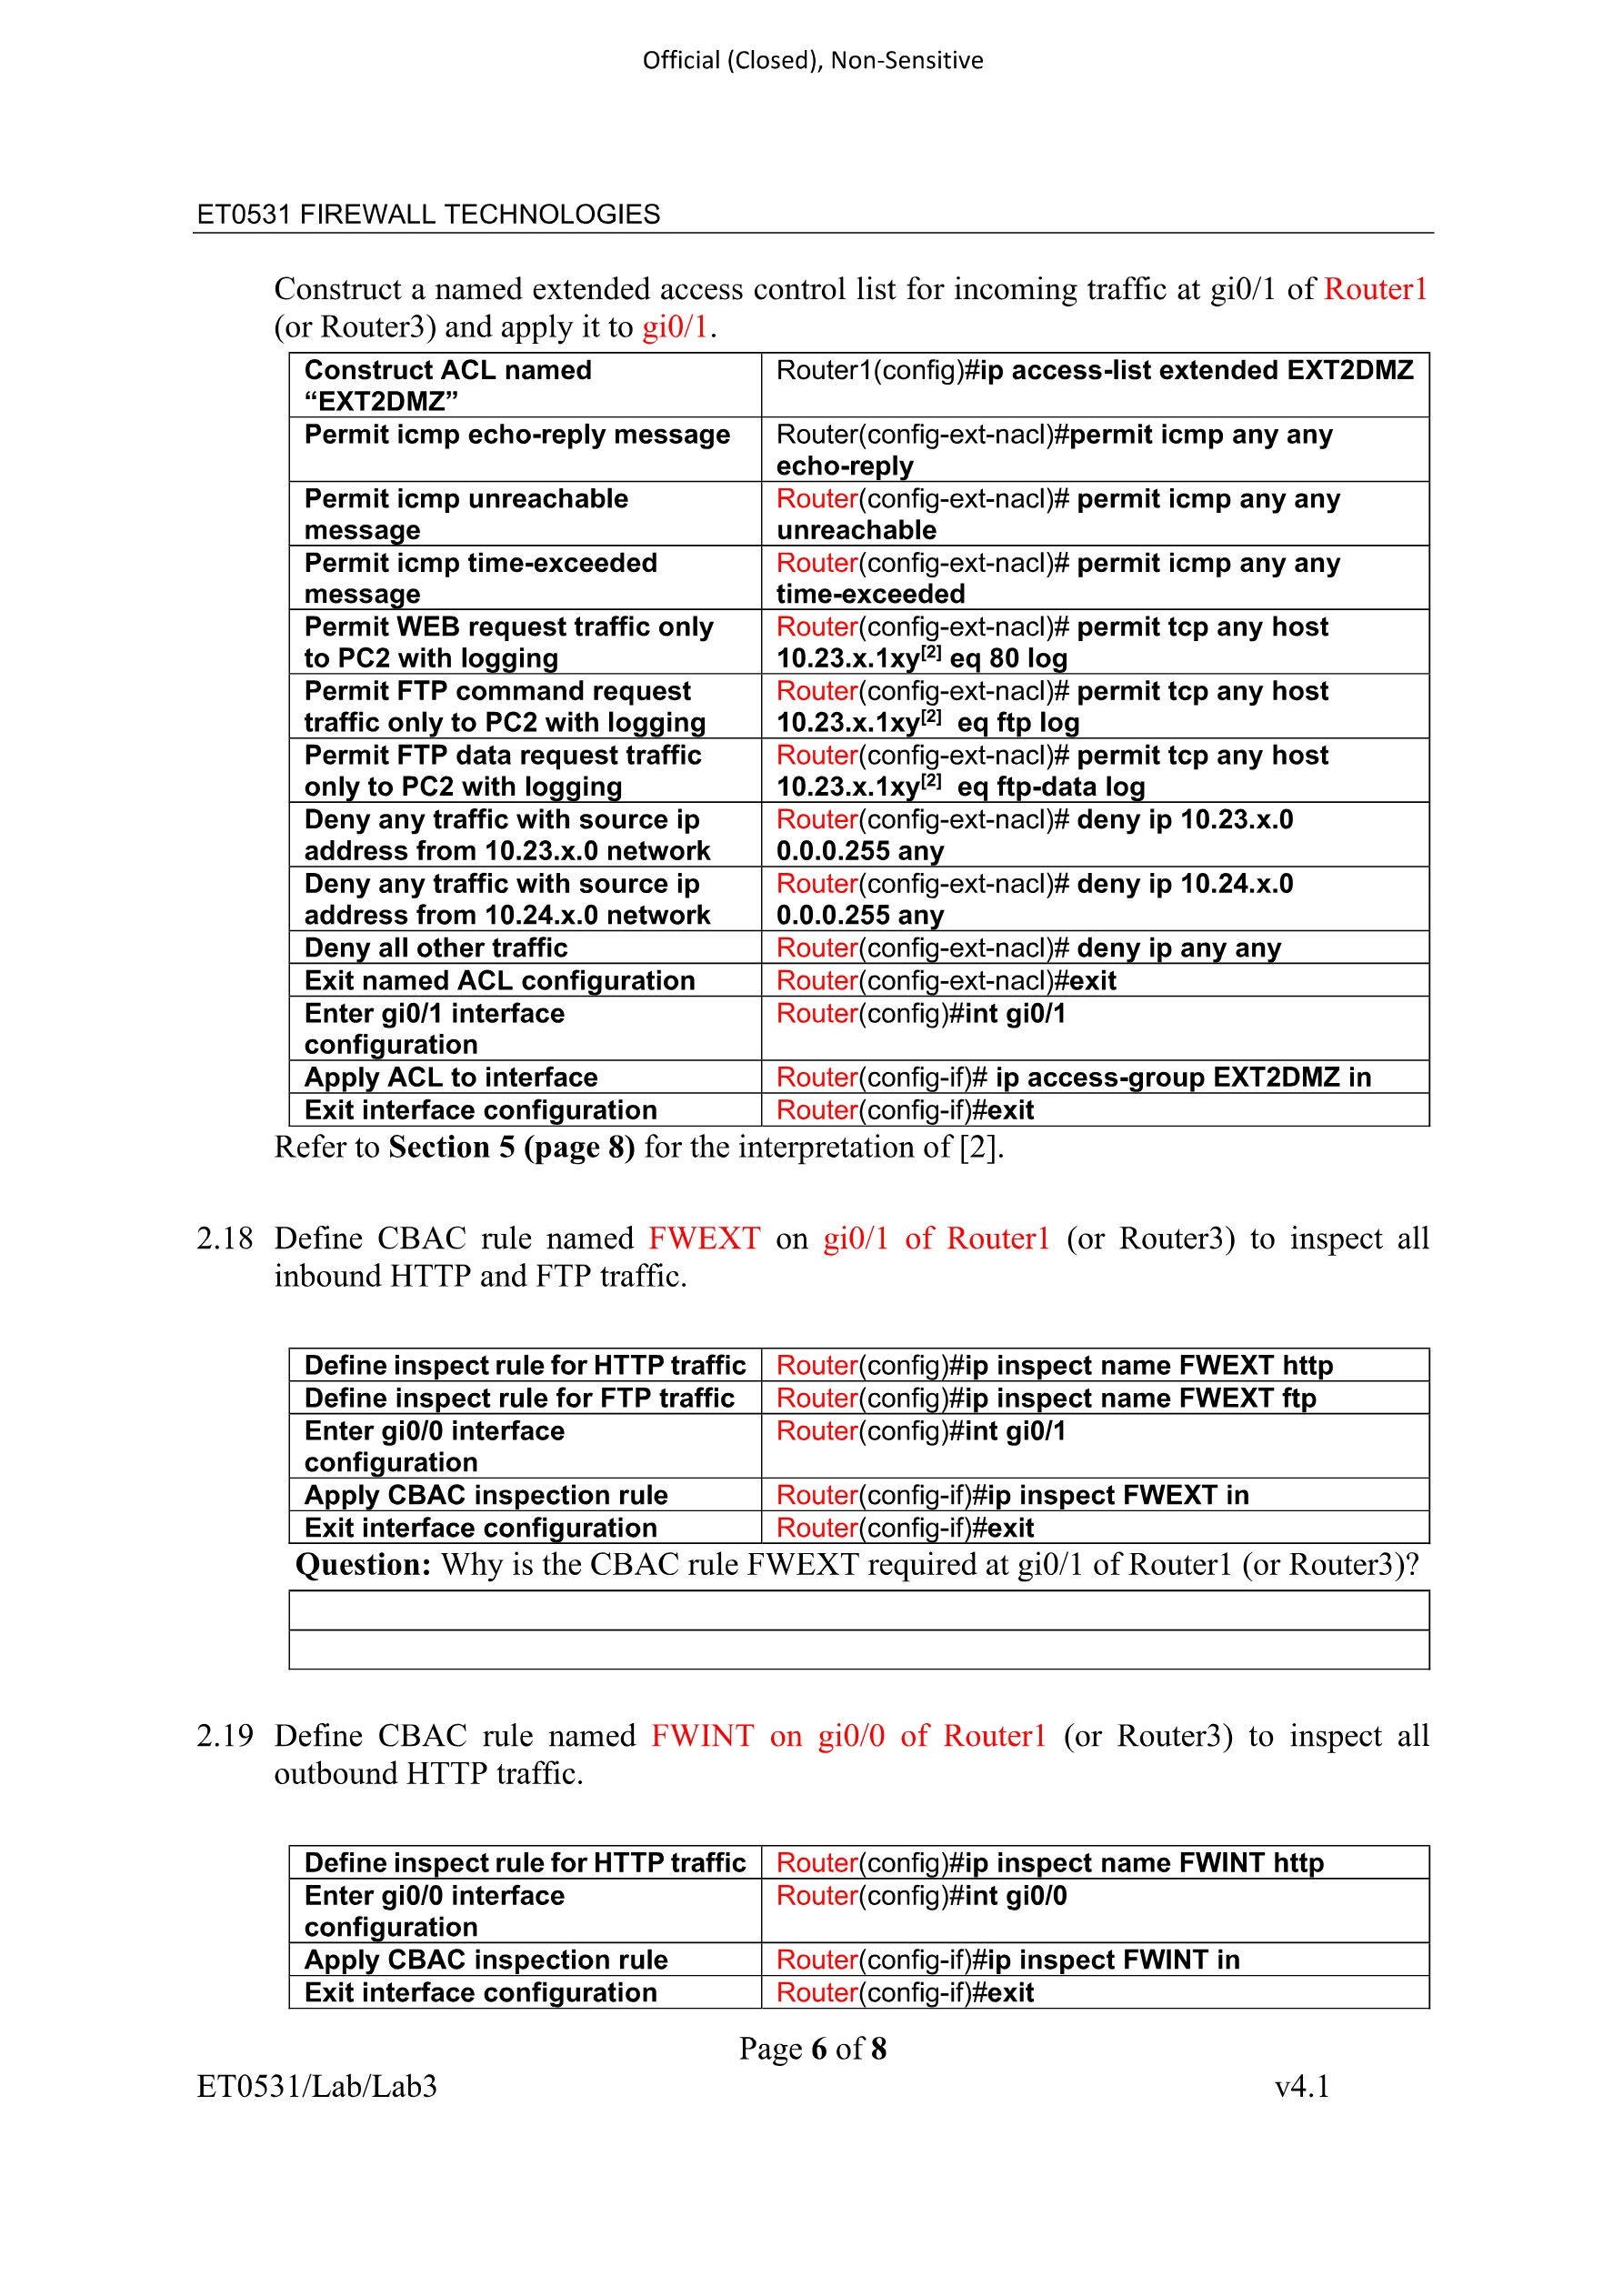 Official (Closed), Non-Sensitive
ET0531 FIREWALL TECHNOLOGIES
Construct a named extended access control list for incoming traffic at gi0/1 of Router1
(or Router3) and apply it to gi0/1.
Construct ACL named
“EXT2DMZ”
Router1(config)#ip access-list extended EXT2DMZ
Permit icmp echo-reply message
Router(config-ext-nacl)#permit icmp any any
echo-reply
Permit icmp unreachable
message
Router(config-ext-nacl)# permit icmp any any
unreachable
Permit icmp time-exceeded
message
Router(config-ext-nacl)# permit icmp any any
time-exceeded
Permit WEB request traffic only
to PC2 with logging
Router(config-ext-nacl)# permit tcp any host
10.23.x.1xy[2] eq 80 log
Permit FTP command request
traffic only to PC2 with logging
Router(config-ext-nacl)# permit tcp any host
10.23.x.1xy[2] eq ftp log
Permit FTP data request traffic
only to PC2 with logging
Router(config-ext-nacl)# permit tcp any host
10.23.x.1xy[2] eq ftp-data log
Deny any traffic with source ip
address from 10.23.x.0 network
Router(config-ext-nacl)# deny ip 10.23.x.0
0.0.0.255 any
Deny any traffic with source ip
address from 10.24.x.0 network
Router(config-ext-nacl)# deny ip 10.24.x.0
0.0.0.255 any
Deny all other traffic
Router(config-ext-nacl)# deny ip any any
Exit named ACL configuration
Router(config-ext-nacl)#exit
Enter gi0/1 interface
configuration
Router(config)#int gi0/1
Apply ACL to interface
Router(config-if)# ip access-group EXT2DMZ in
Exit interface configuration
Router(config-if)#exit
Refer to Section 5 (page 8) for the interpretation of [2].
2.18 Define CBAC rule named FWEXT on gi0/1 of Router1 (or Router3) to inspect all
inbound HTTP and FTP traffic.
Define inspect rule for HTTP traffic
Router(config)#ip inspect name FWEXT http
Define inspect rule for FTP traffic
Router(config)#ip inspect name FWEXT ftp
Enter gi0/0 interface
configuration
Router(config)#int gi0/1
Apply CBAC inspection rule
Router(config-if)#ip inspect FWEXT in
Exit interface configuration
Router(config-if)#exit
Question: Why is the CBAC rule FWEXT required at gi0/1 of Router1 (or Router3)?
2.19 Define CBAC rule named FWINT on gi0/0 of Router1 (or Router3) to inspect all
outbound HTTP traffic.
Define inspect rule for HTTP traffic
Router(config)#ip inspect name FWINT http
Enter gi0/0 interface
configuration
Router(config)#int gi0/0
Apply CBAC inspection rule
Router(config-if)#ip inspect FWINT in
Exit interface configuration
Router(config-if)#exit
Page 6 of 8
ET0531/Lab/Lab3 v4.1